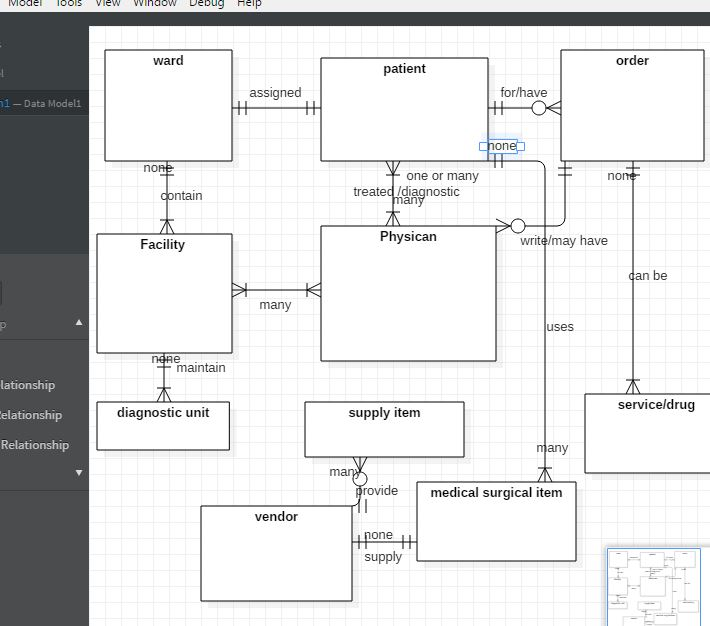 Model Tools View Window Debug Help
— Data Model1
ward
patient
order
assigned
for/have
none
none
one or many
none
contain
treated /diagnostic
many
Facility
Physican
write/may have
can be
many
uses
none
maintain
lationship
diagnostic unit
supply item
service/drug
elationship
Relationship
many
many
provide
medical surgical item
vendor
none
supply